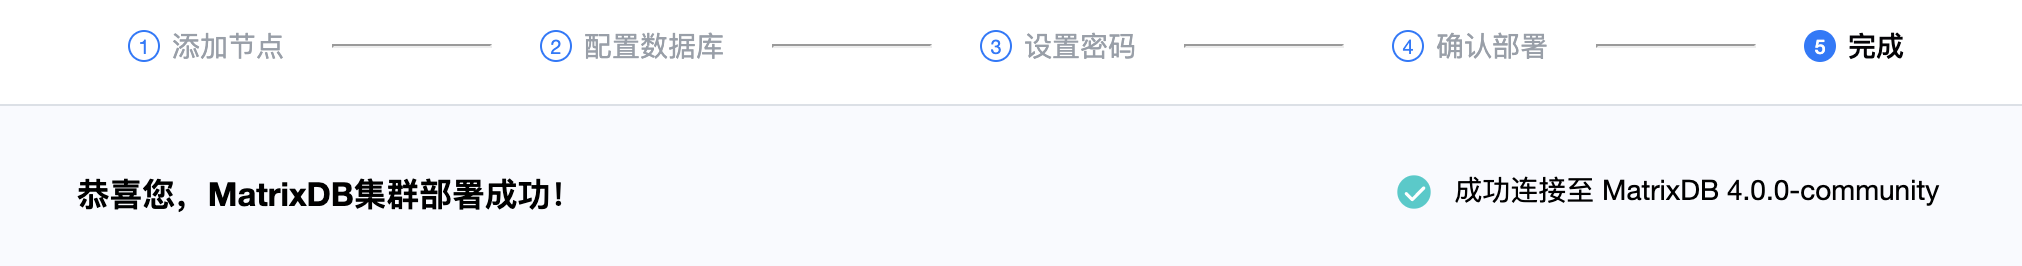 1 添加节点 2 配置数据库 3 设置密码 4 确认部署 5 完成
恭喜您，MatrixDB集群部署成功！ 成功连接至 MatrixDB 4.0.0-community